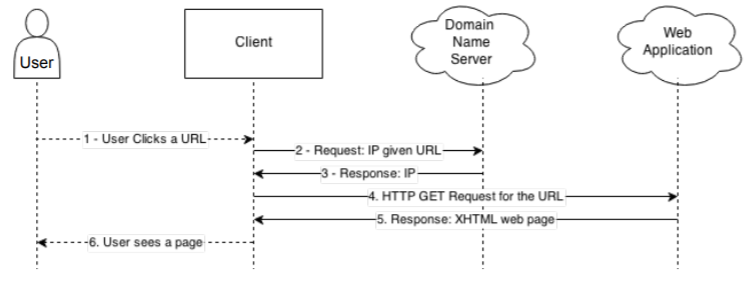 User
Client
Domain
Name
Server
Web
Application
1 - User Clicks a URL
2 - Request: IP given URL
3 - Response: IP
4. HTTP GET Request for the URL
5. Response: XHTML web page
6. User sees a page